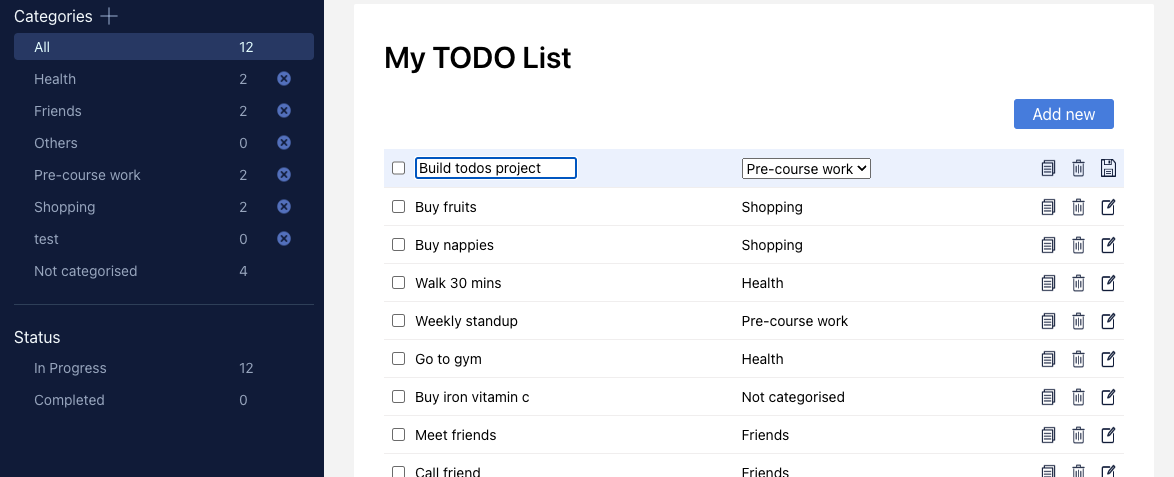 Categories
All 12
Health 2
Friends 2
Others 0
Pre-course work 2
Shopping 2
test 0
Not categorised 4
Status
In Progress 12
Completed 0
My TODO List
Add new
Build todos project Pre-course work
Buy fruits Shopping
Buy nappies Shopping
Walk 30 mins Health
Weekly standup Pre-course work
Go to gym Health
Buy iron vitamin c Not categorised
Meet friends Friends
Call friend Friends